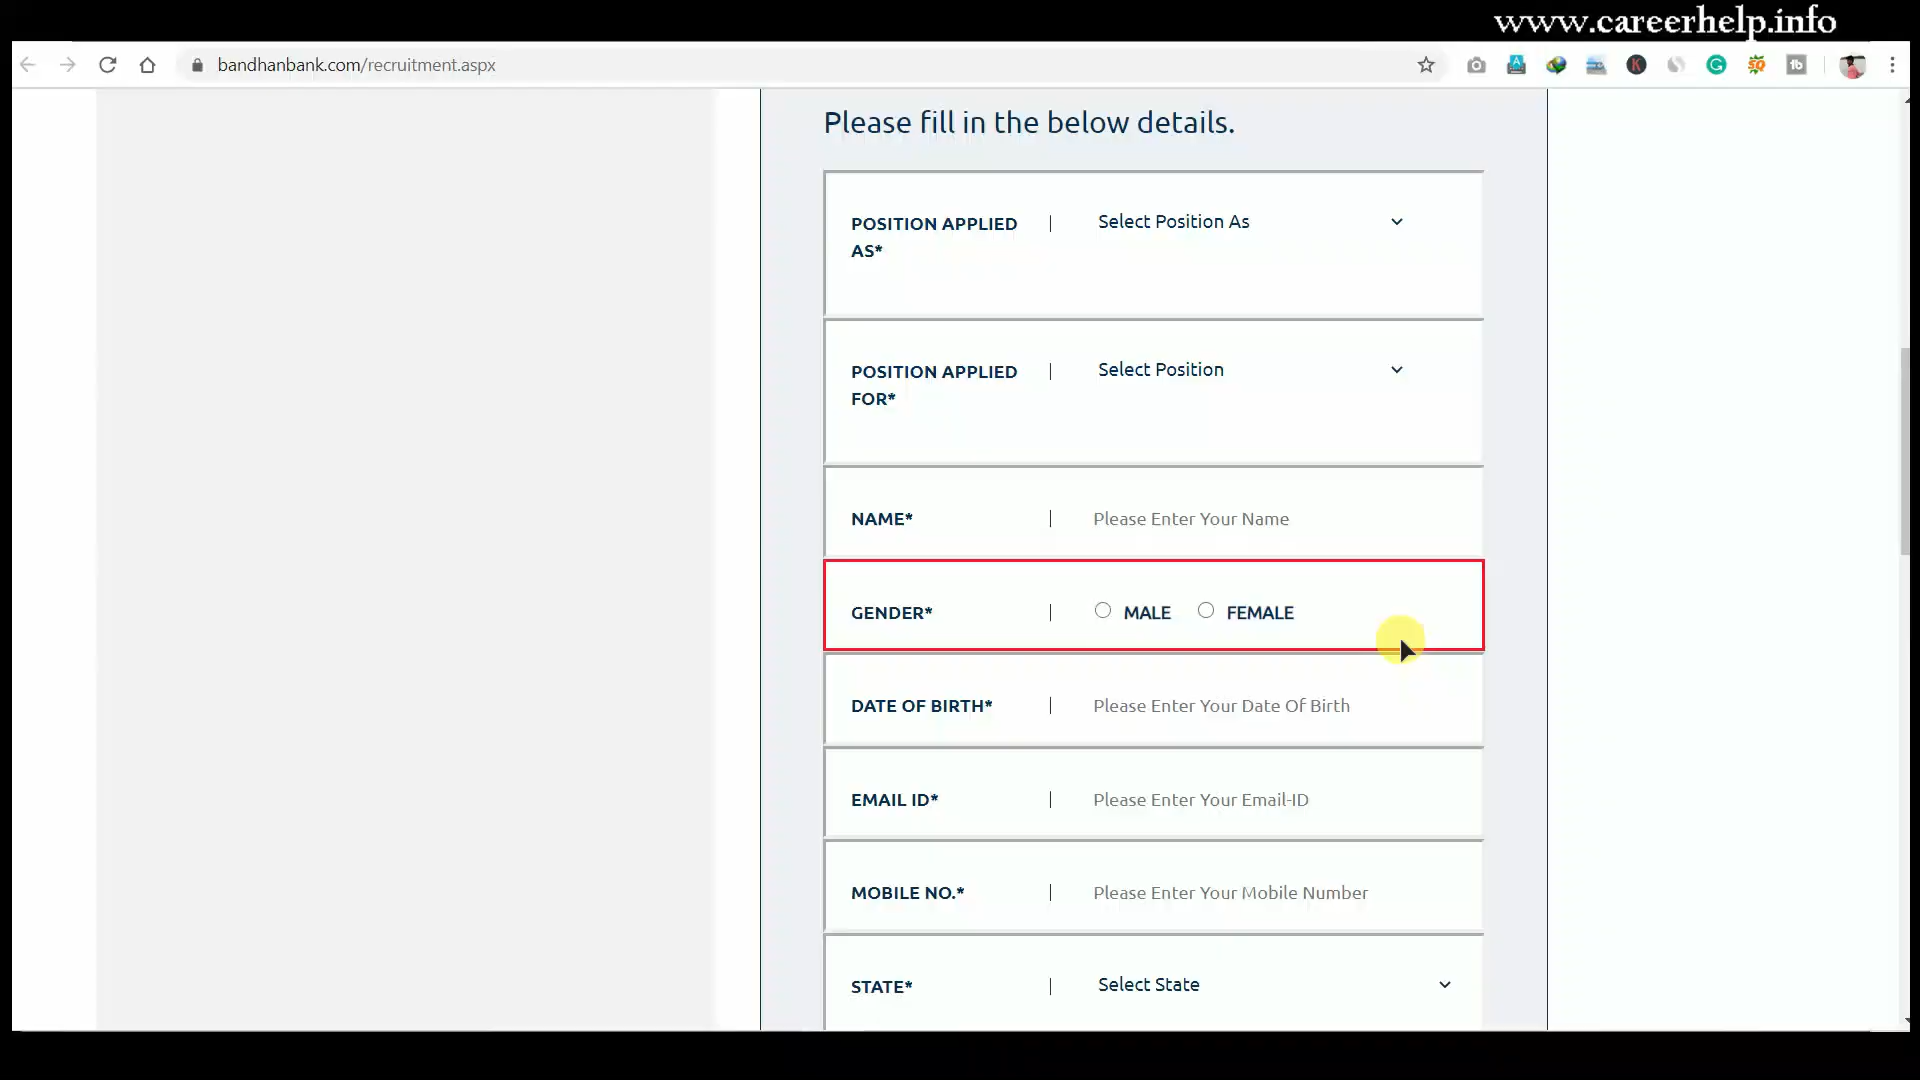 www.careerhelp.info
bandhanbank.com/recruitment.aspx
Please fill in the below details.
POSITION APPLIED AS* | Select Position As
POSITION APPLIED FOR* | Select Position
NAME* | Please Enter Your Name
GENDER* | MALE FEMALE
DATE OF BIRTH* | Please Enter Your Date Of Birth
EMAIL ID* | Please Enter Your Email-ID
MOBILE NO.* | Please Enter Your Mobile Number
STATE* | Select State